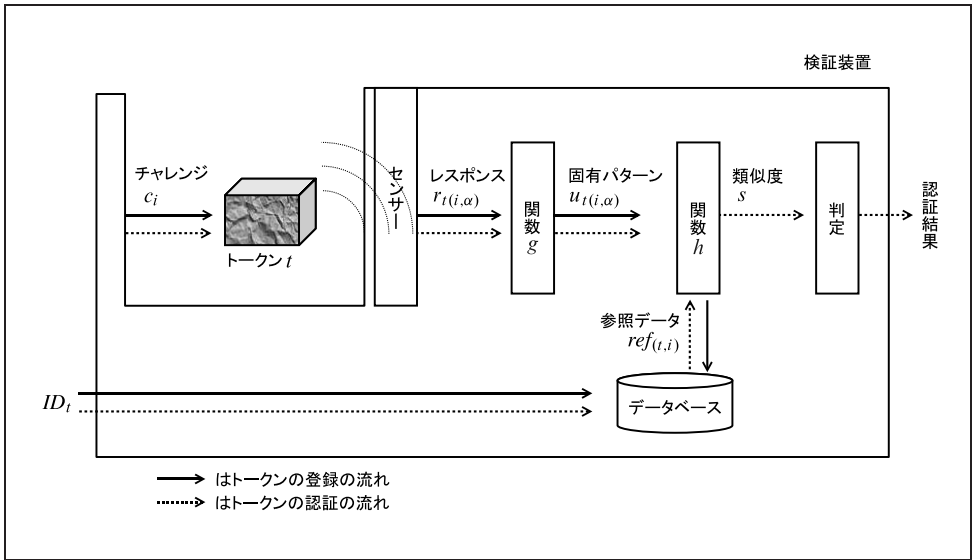 検証装置
チャレンジ
c_i
トークン t
センサー
レスポンス
r_{t(i,α)}
関数 g
固有パターン
u_{t(i,α)}
関数 h
類似度
s
判定
認証結果
参照データ
ref_{(t,i)}
ID_t
データベース
はトークンの登録の流れ
はトークンの認証の流れ